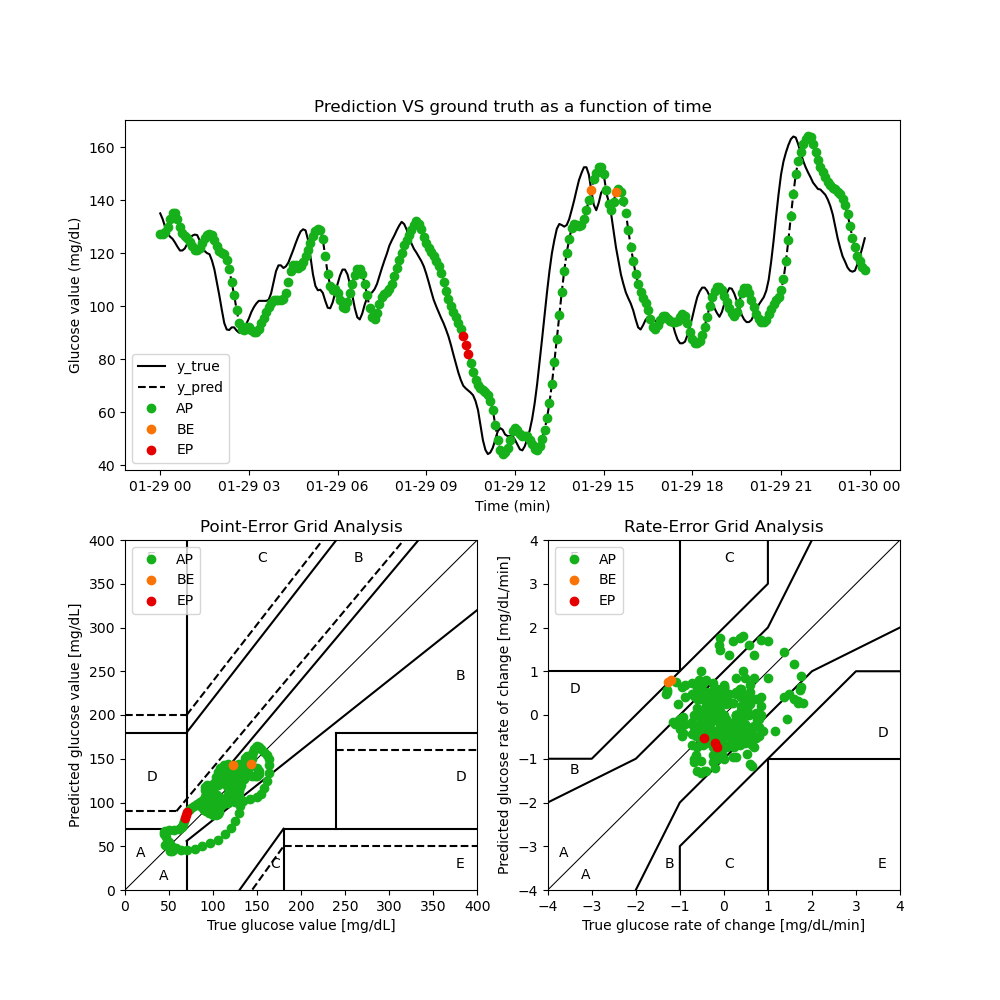 Prediction VS ground truth as a function of time
Glucose value (mg/dL)
160
140
120
100
80
60
40
y_true
y_pred
AP
BE
EP
01-29 00 01-29 03 01-29 06 01-29 09 01-29 12 01-29 15 01-29 18 01-29 21 01-30 00
Time (min)
Point-Error Grid Analysis
Predicted glucose value [mg/dL]
400
350
300
250
200
150
100
50
0
AP
BE
EP
C
B
B
D
D
A
A
C
E
0 50 100 150 200 250 300 350 400
True glucose value [mg/dL]
Rate-Error Grid Analysis
Predicted glucose rate of change [mg/dL/min]
4
3
2
1
0
−1
−2
−3
−4
AP
BE
EP
C
D
D
B
A
A
B
C
E
−4 −3 −2 −1 0 1 2 3 4
True glucose rate of change [mg/dL/min]